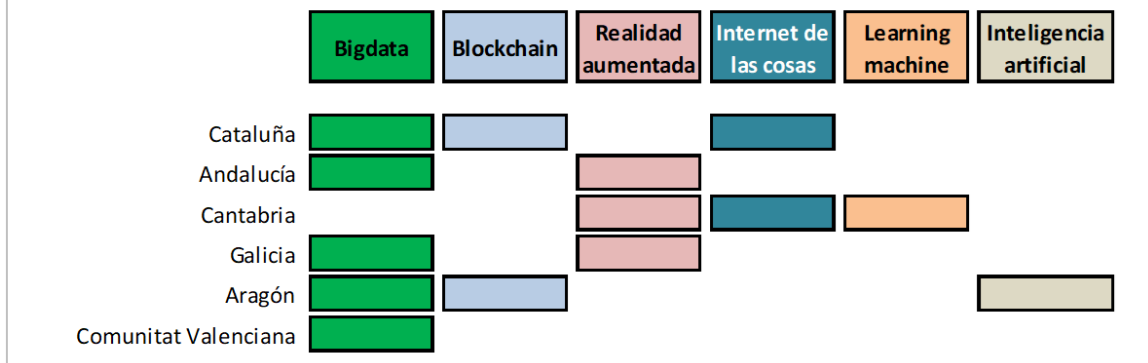 Bigdata
Blockchain
Realidad
aumentada
Internet de
las cosas
Learning
machine
Inteligencia
artificial
Cataluña
Andalucía
Cantabria
Galicia
Aragón
Comunitat Valenciana